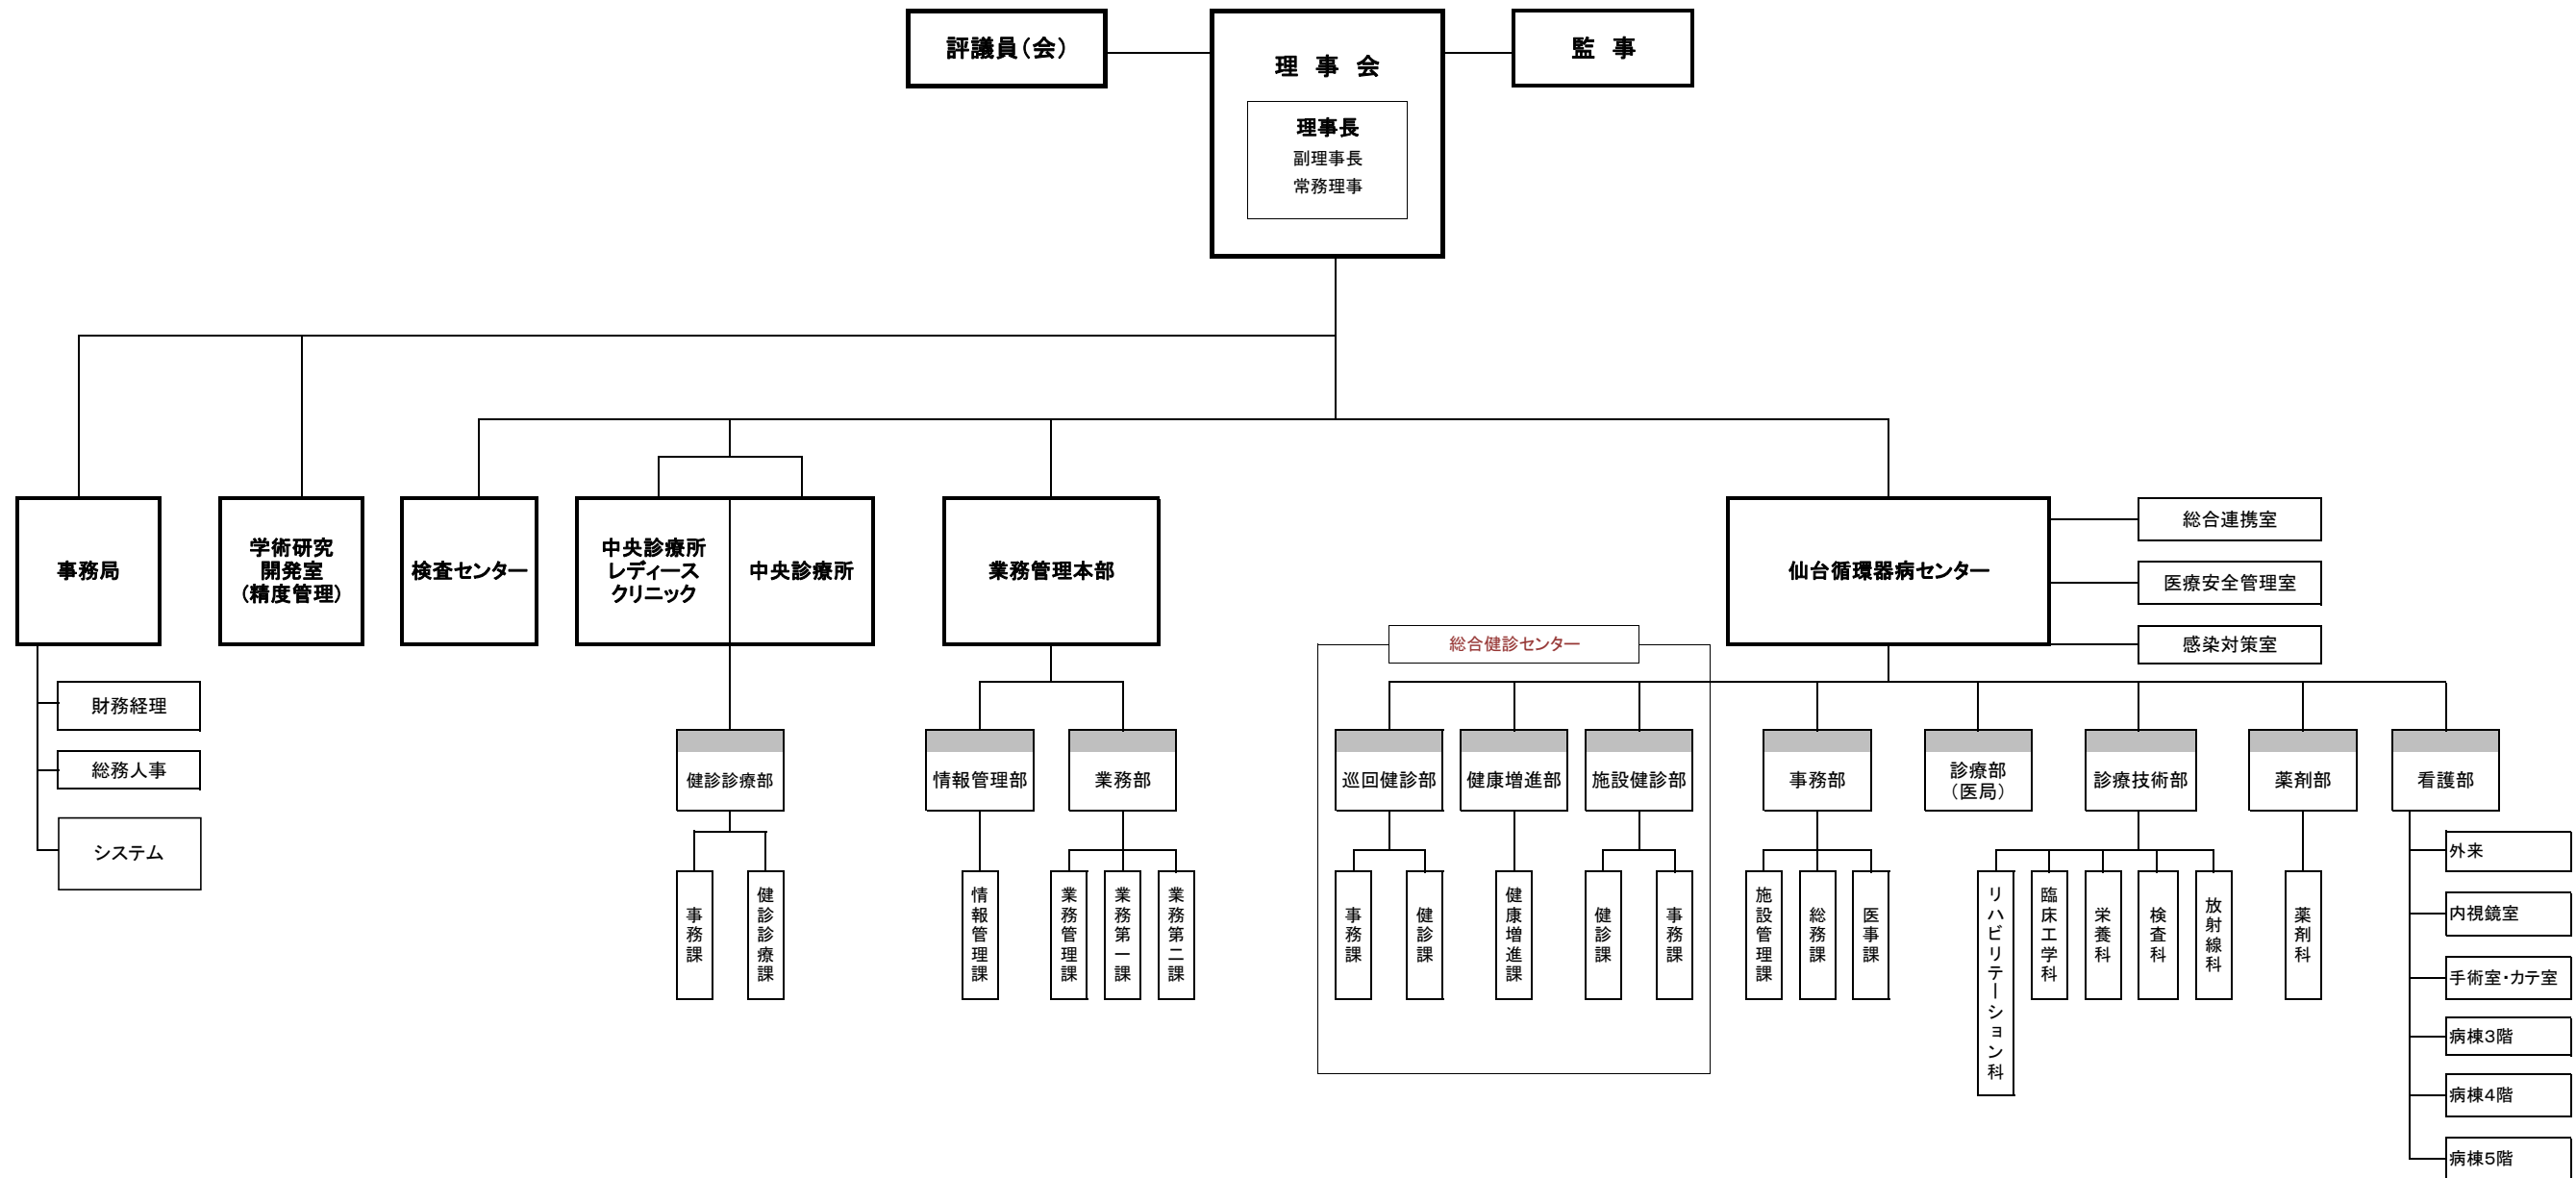 評議員（会）
理 事 会
監 事
理事長
副理事長
常務理事
事務局
学術研究
開発室
（精度管理）
検査センター
中央診療所
レディース
クリニック
中央診療所
業務管理本部
仙台循環器病センター
総合連携室
医療安全管理室
感染対策室
総合健診センター
財務経理
総務人事
システム
健診診療部
情報管理部
業務部
巡回健診部
健康増進部
施設健診部
事務部
診療部
（医局）
診療技術部
薬剤部
看護部
事務課
健診診療課
情報管理課
業務管理課
業務第一課
業務第二課
事務課
健診課
健康増進課
健診課
事務課
施設管理課
総務課
医事課
リハビリテーション科
臨床工学科
栄養科
検査科
放射線科
薬剤科
外来
内視鏡室
手術室・カテ室
病棟3階
病棟4階
病棟5階